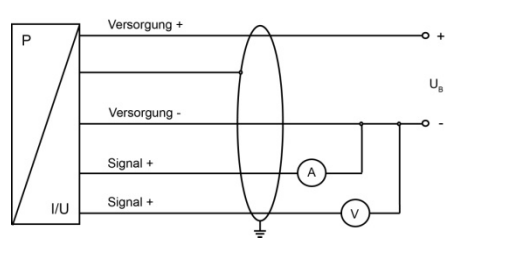 Versorgung +
P
+
U_B
Versorgung -
-
Signal +
A
I/U
Signal +
V